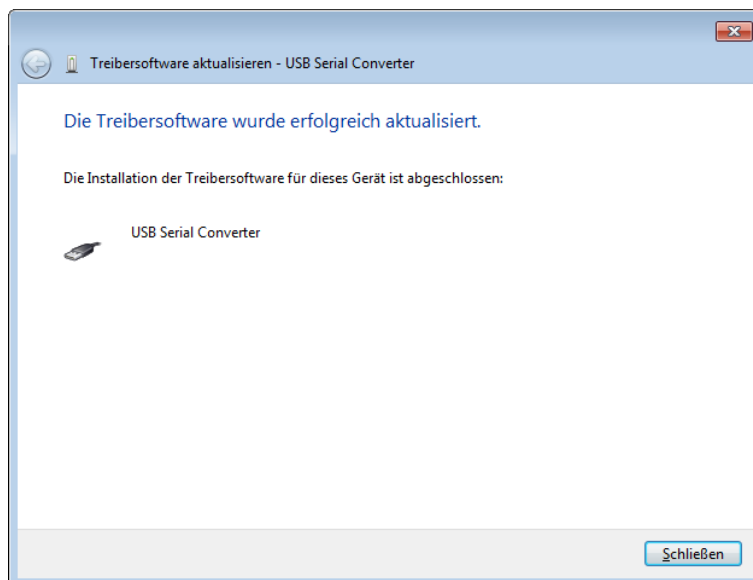 Treibersoftware aktualisieren - USB Serial Converter
Die Treibersoftware wurde erfolgreich aktualisiert.
Die Installation der Treibersoftware für dieses Gerät ist abgeschlossen:
USB Serial Converter
Schließen